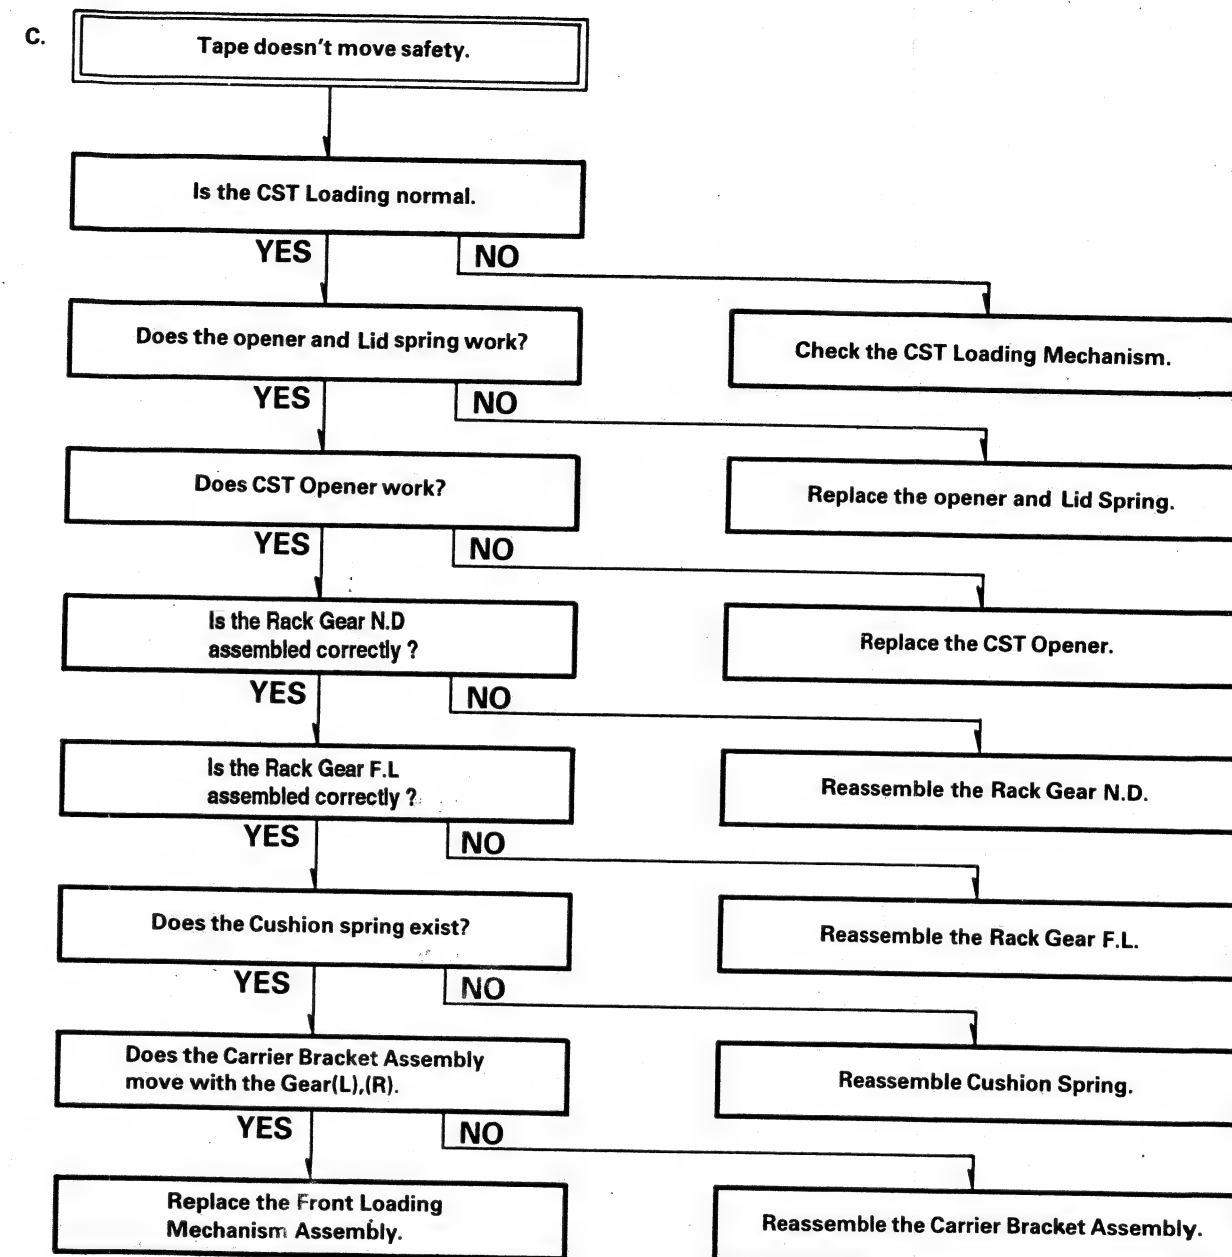 C.
Tape doesn't move safety.
Is the CST Loading normal.
YES
NO
Does the opener and Lid spring work?
Check the CST Loading Mechanism.
YES
NO
Does CST Opener work?
Replace the opener and Lid Spring.
YES
NO
Is the Rack Gear N.D
assembled correctly ?
Replace the CST Opener.
YES
NO
Is the Rack Gear F.L
assembled correctly ?
Reassemble the Rack Gear N.D.
YES
NO
Does the Cushion spring exist?
Reassemble the Rack Gear F.L.
YES
NO
Does the Carrier Bracket Assembly
move with the Gear(L),(R).
Reassemble Cushion Spring.
YES
NO
Replace the Front Loading
Mechanism Assembly.
Reassemble the Carrier Bracket Assembly.